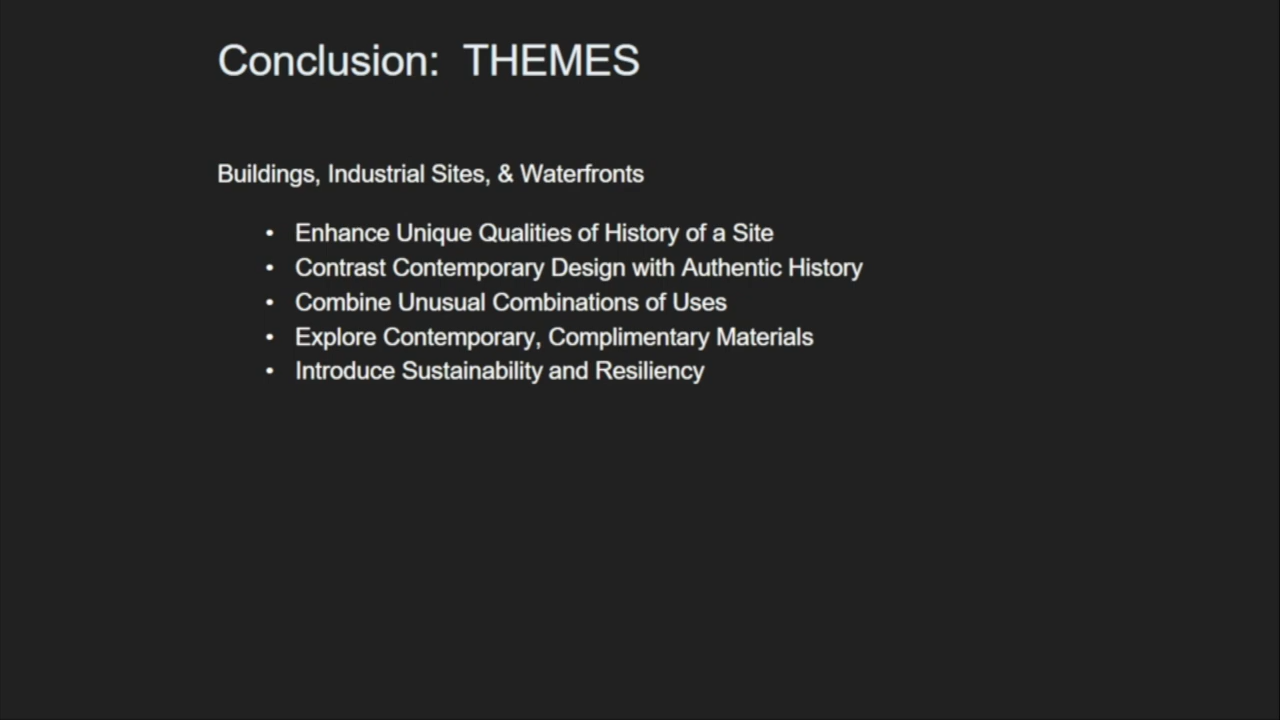 Conclusion: THEMES
Buildings, Industrial Sites, & Waterfronts
• Enhance Unique Qualities of History of a Site
• Contrast Contemporary Design with Authentic History
• Combine Unusual Combinations of Uses
• Explore Contemporary, Complimentary Materials
• Introduce Sustainability and Resiliency